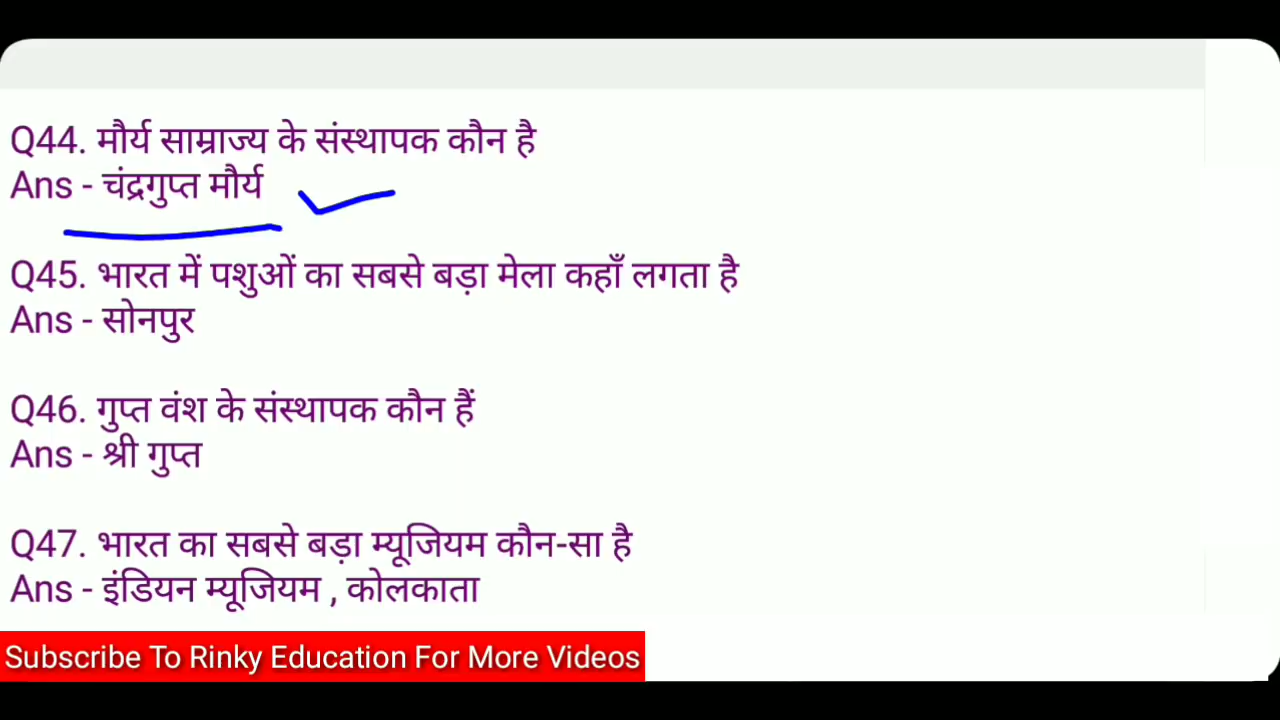 Q44. मौर्य साम्राज्य के संस्थापक कौन है
Ans - चंद्रगुप्त मौर्य
Q45. भारत में पशुओं का सबसे बड़ा मेला कहाँ लगता है
Ans - सोनपुर
Q46. गुप्त वंश के संस्थापक कौन हैं
Ans - श्री गुप्त
Q47. भारत का सबसे बड़ा म्यूजियम कौन-सा है
Ans - इंडियन म्यूजियम , कोलकाता
Subscribe To Rinky Education For More Videos